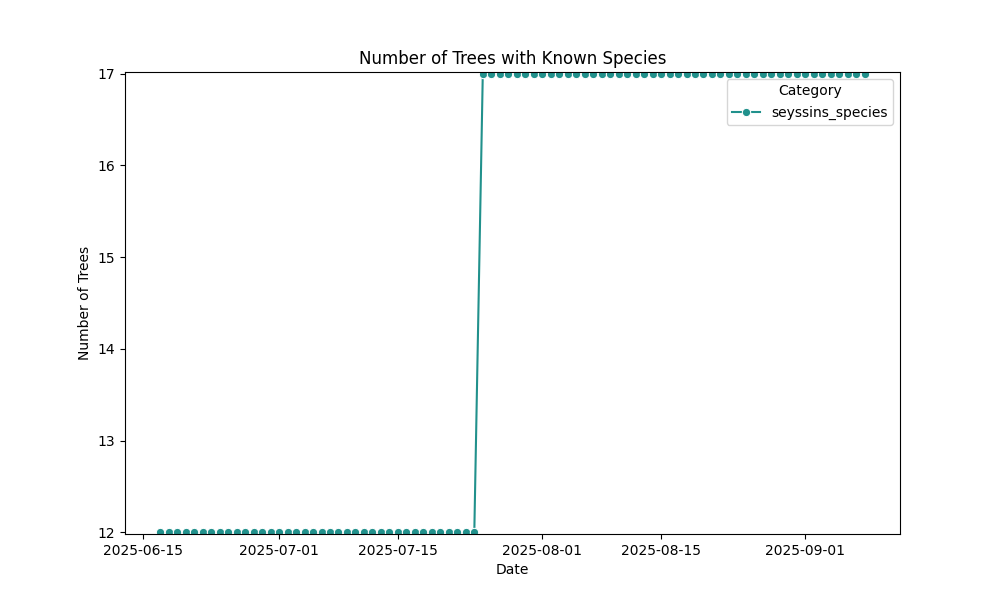 Number of Trees with Known Species
17
16
15
14
13
12
Number of Trees
Category
seyssins_species
2025-06-15
2025-07-01
2025-07-15
2025-08-01
2025-08-15
2025-09-01
Date